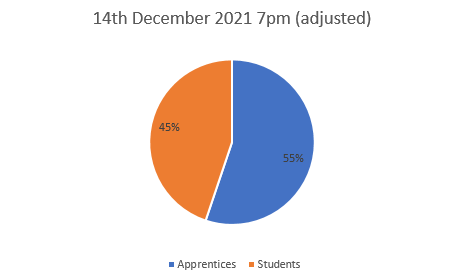 14th December 2021 7pm (adjusted)
45%
55%
Apprentices Students